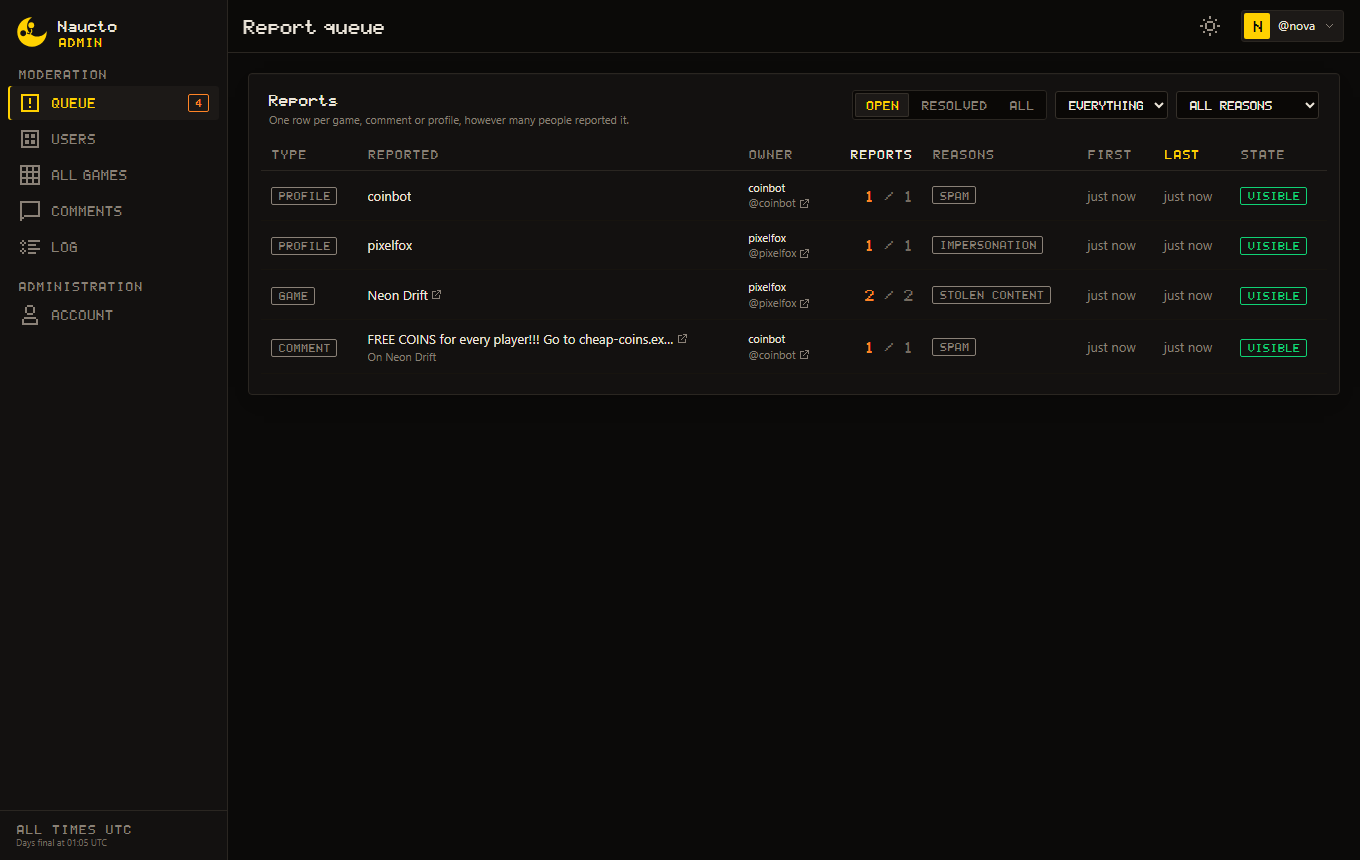 Naucto
ADMIN
MODERATION
QUEUE 4
USERS
ALL GAMES
COMMENTS
LOG
ADMINISTRATION
ACCOUNT
ALL TIMES UTC
Days final at 01:05 UTC
Report queue
N @nova
Reports
One row per game, comment or profile, however many people reported it.
OPEN RESOLVED ALL EVERYTHING ALL REASONS
TYPE REPORTED OWNER REPORTS REASONS FIRST LAST STATE
PROFILE coinbot coinbot @coinbot 1 / 1 SPAM just now just now VISIBLE
PROFILE pixelfox pixelfox @pixelfox 1 / 1 IMPERSONATION just now just now VISIBLE
GAME Neon Drift pixelfox @pixelfox 2 / 2 STOLEN CONTENT just now just now VISIBLE
COMMENT FREE COINS for every player!!! Go to cheap-coins.ex... On Neon Drift coinbot @coinbot 1 / 1 SPAM just now just now VISIBLE